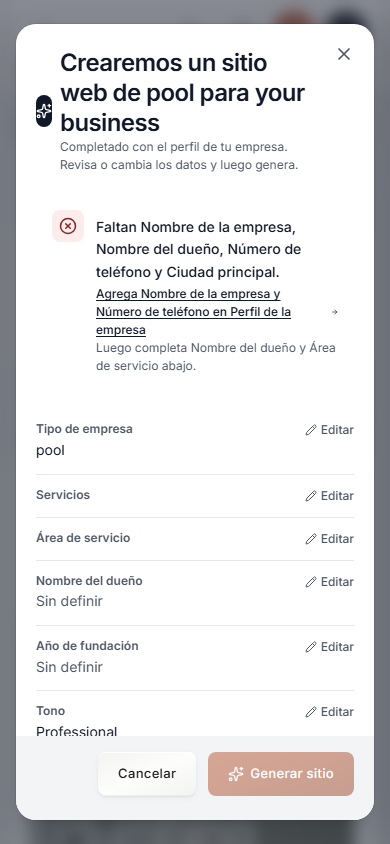 Crearemos un sitio
web de pool para your
business
Completado con el perfil de tu empresa.
Revisa o cambia los datos y luego genera.
Faltan Nombre de la empresa,
Nombre del dueño, Número de
teléfono y Ciudad principal.
Agrega Nombre de la empresa y
Número de teléfono en Perfil de la
empresa
Luego completa Nombre del dueño y Área
de servicio abajo.
Tipo de empresa
Editar
pool
Servicios
Editar
Área de servicio
Editar
Nombre del dueño
Editar
Sin definir
Año de fundación
Editar
Sin definir
Tono
Editar
Professional
Cancelar
Generar sitio